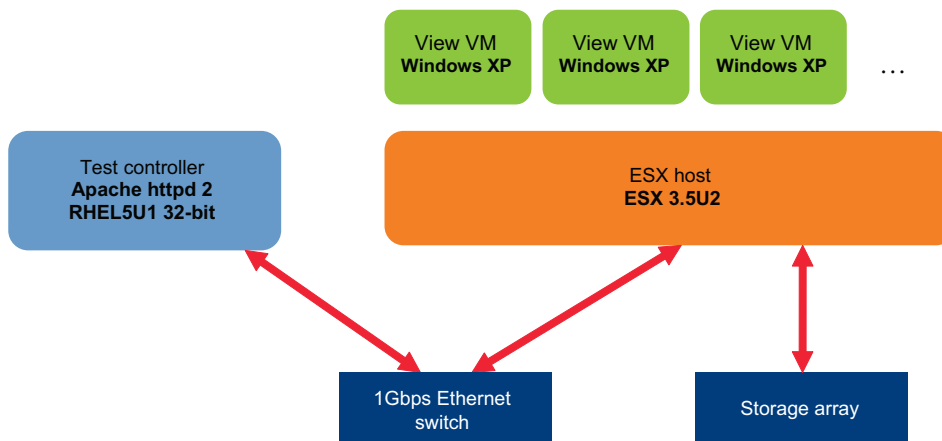 View VM
Windows XP
View VM
Windows XP
View VM
Windows XP
...
Test controller
Apache httpd 2
RHEL5U1 32-bit
ESX host
ESX 3.5U2
1Gbps Ethernet
switch
Storage array